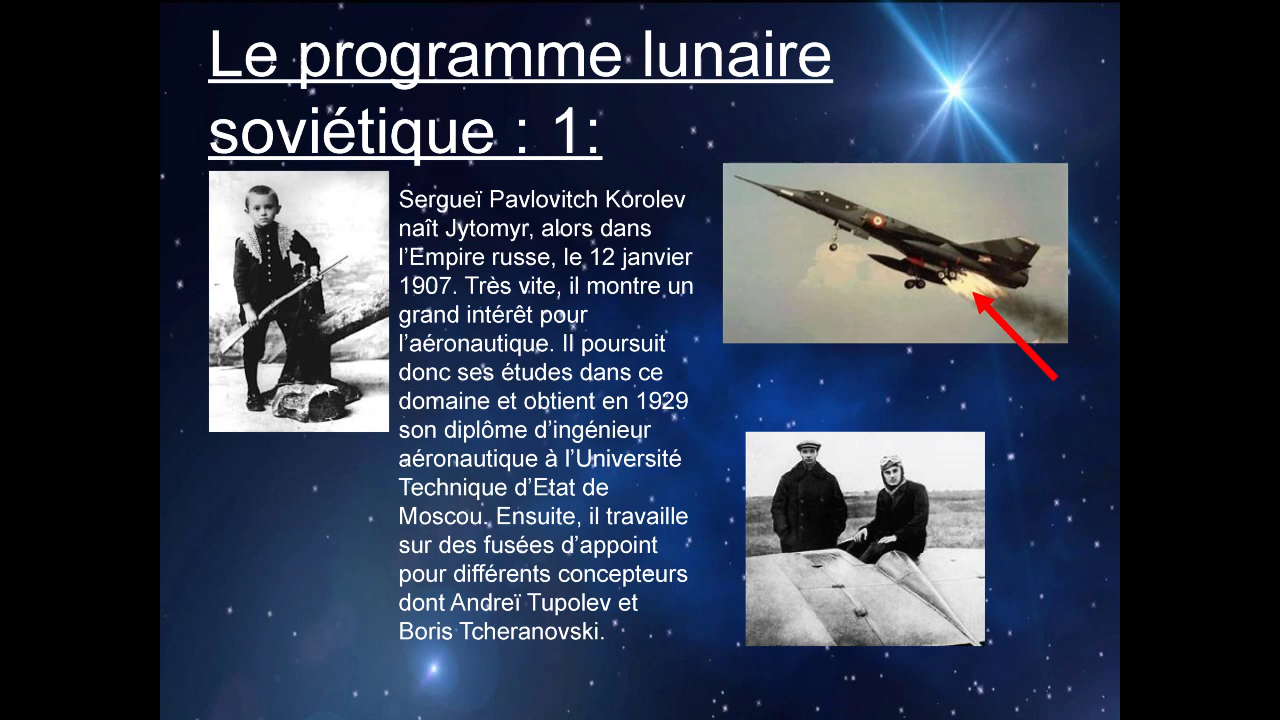 Le programme lunaire
soviétique : 1:
Sergueï Pavlovitch Korolev
naît Jytomyr, alors dans
l’Empire russe, le 12 janvier
1907. Très vite, il montre un
grand intérêt pour
l’aéronautique. Il poursuit
donc ses études dans ce
domaine et obtient en 1929
son diplôme d’ingénieur
aéronautique à l’Université
Technique d’Etat de
Moscou. Ensuite, il travaille
sur des fusées d’appoint
pour différents concepteurs
dont Andreï Tupolev et
Boris Tcheranovski.